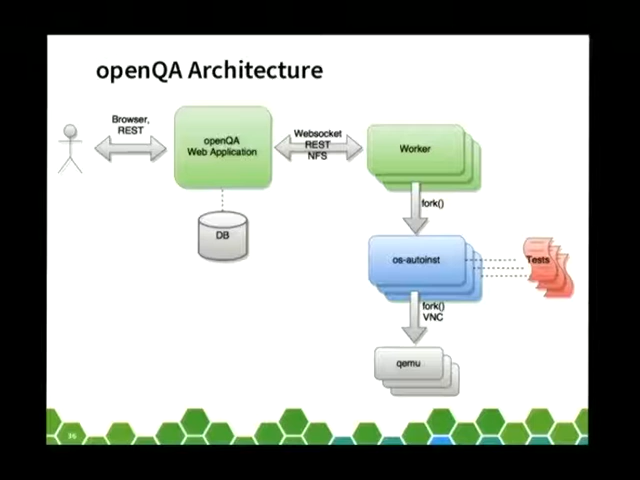 openQA Architecture
Browser,
REST
openQA
Web Application
Websocket
REST
NFS
Worker
fork()
DB
os-autoinst
Tests
fork()
VNC
qemu
36